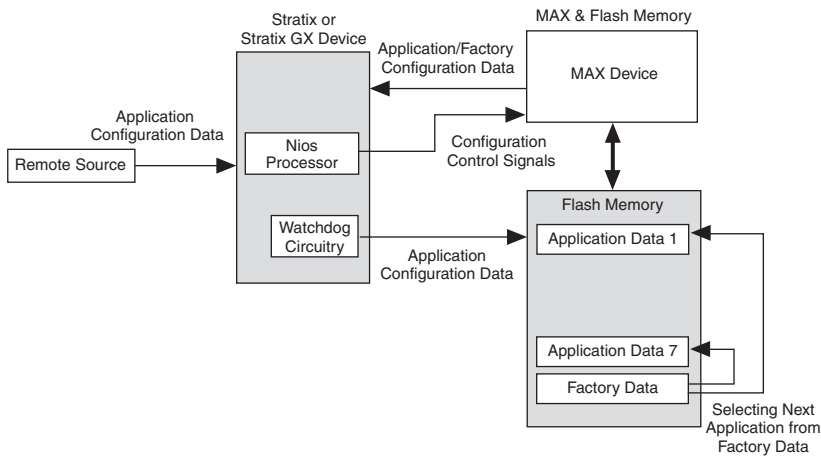 Stratix or
Stratix GX Device
MAX & Flash Memory
Application/Factory
Configuration Data
MAX Device
Application
Configuration Data
Remote Source
Nios
Processor
Configuration
Control Signals
Flash Memory
Watchdog
Circuitry
Application Data 1
Application
Configuration Data
Application Data 7
Factory Data
Selecting Next
Application from
Factory Data